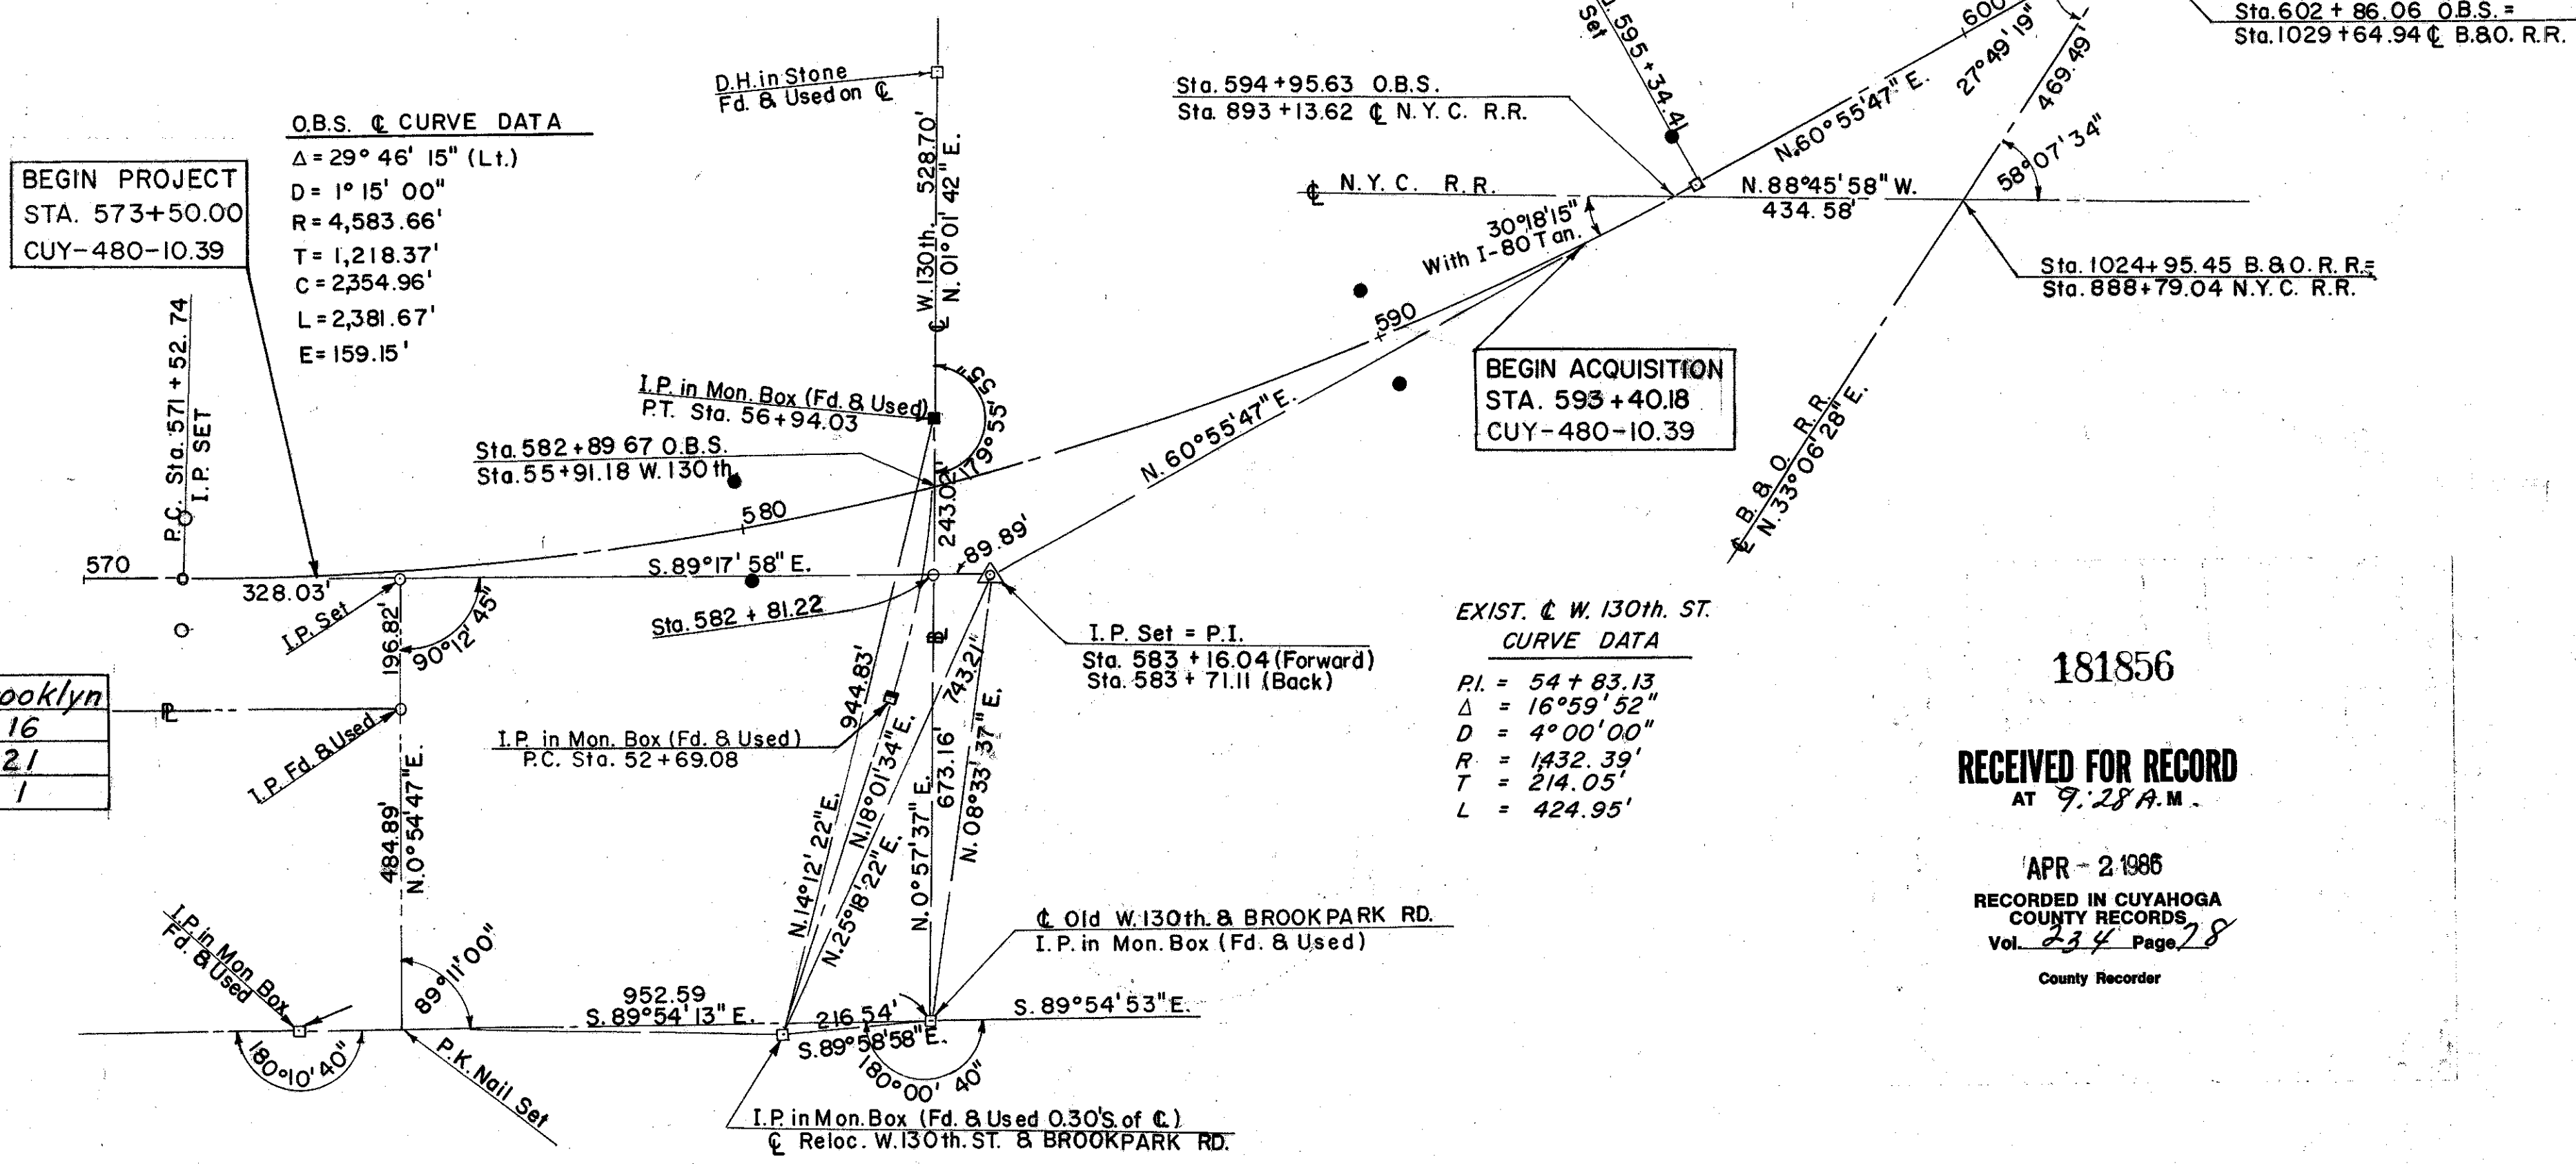 D.H. in Stone
Fd. & Used on ℄
W. 130th. 528.70'
N. 01° 01' 42" E.
℄
O.B.S. ℄ CURVE DATA
Δ = 29° 46' 15" (Lt.)
D = 1° 15' 00"
R = 4,583.66'
T = 1,218.37'
C = 2,354.96'
L = 2,381.67'
E = 159.15'
BEGIN PROJECT
STA. 573+50.00
CUY-480-10.39
P.C. Sta. 571 + 52. 74
I.P. SET
Sta. 594 +95.63 O.B.S.
Sta. 893 +13.62 ℄ N.Y.C. R.R.
595 + 34.41
Set
600
27° 49' 19"
469.49'
Sta. 602 + 86.06 O.B.S. =
Sta. 1029 +64.94 ℄ B.&O. R.R.
N. 60° 55' 47" E.
58° 07' 34"
℄ N.Y.C. R.R.
N. 88° 45' 58" W.
434.58'
30° 18' 15"
With I-80 Tan.
Sta. 1024+ 95.45 B.&O. R.R.=
Sta. 888+79.04 N.Y.C. R.R.
590
BEGIN ACQUISITION
STA. 593 +40.18
CUY-480-10.39
℄ B. & O. R.R.
N. 33° 06' 28" E.
I.P. in Mon. Box (Fd. & Used)
P.T. Sta. 56 +94.03
179° 55' 55"
Sta. 582 +89 67 O.B.S.
Sta. 55+91.18 W. 130 th.
243.02'
N. 60° 55' 47" E.
580
570
328.03'
S. 89° 17' 58" E.
89.89'
I.P. Set
196.82'
90° 12' 45"
Sta. 582 + 81.22
I.P. Set = P.I.
Sta. 583 +16.04 (Forward)
Sta. 583 + 71.11 (Back)
EXIST. ℄ W. 130th. ST.
CURVE DATA
P.I. = 54 + 83.13
Δ = 16° 59' 52"
D = 4° 00' 00"
R = 1432.39'
T = 214.05'
L = 424.95'
ooklyn
16
21
1
I.P. Fd. & Used
484.89'
N. 0° 54' 47" E.
I.P. in Mon. Box (Fd. & Used)
P.C. Sta. 52 +69.08
944.83'
N. 14° 12' 22" E.
N. 18° 01' 34" E.
743.21"
N. 25° 18' 22" E.
673.16'
N. 0° 57' 37" E.
N. 08° 33' 37" E.
℄ Old W. 130th. & BROOKPARK RD.
I.P. in Mon. Box (Fd. & Used)
I.P. in Mon Box
Fd. & Used
89° 11' 00"
952.59
S. 89° 54' 13" E.
216.54'
S. 89° 58' 58" E.
S. 89° 54' 53" E.
180° 10' 40"
P.K. Nail Set
180° 00' 40"
I.P. in Mon. Box (Fd. & Used 0.30' S. of ℄)
℄ Reloc. W. 130th. ST. & BROOKPARK RD.
181856
RECEIVED FOR RECORD
AT 9:28 A.M.
APR - 2 1986
RECORDED IN CUYAHOGA
COUNTY RECORDS
Vol. 234 Page 78
County Recorder